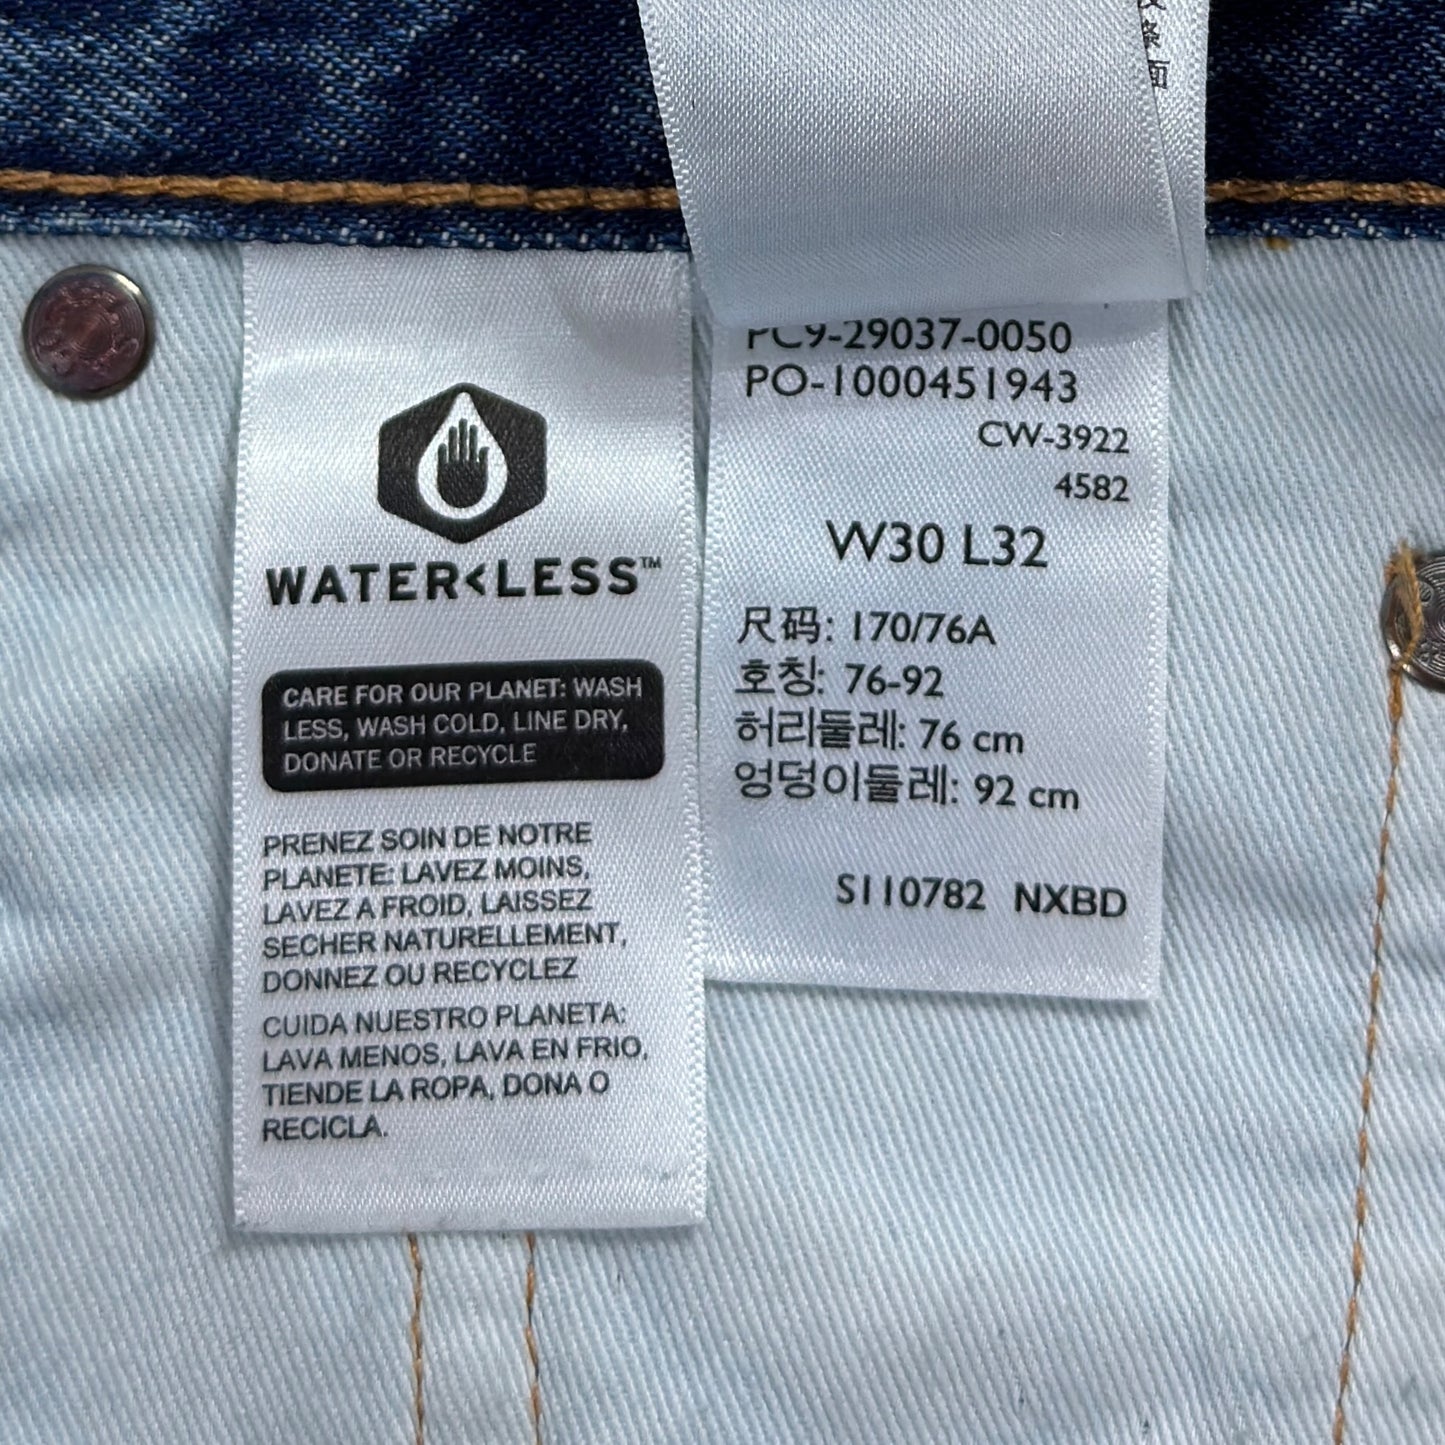 WATER<LESS™
CARE FOR OUR PLANET: WASH
LESS, WASH COLD, LINE DRY,
DONATE OR RECYCLE
PRENEZ SOIN DE NOTRE
PLANETE: LAVEZ MOINS,
LAVEZ A FROID, LAISSEZ
SECHER NATURELLEMENT,
DONNEZ OU RECYCLEZ
CUIDA NUESTRO PLANETA:
LAVA MENOS, LAVA EN FRIO,
TIENDE LA ROPA, DONA O
RECICLA.
PC9-29037-0050
PO-1000451943
CW-3922
4582
W30 L32
尺码: 170/76A
호칭: 76-92
허리둘레: 76 cm
엉덩이둘레: 92 cm
S110782 NXBD